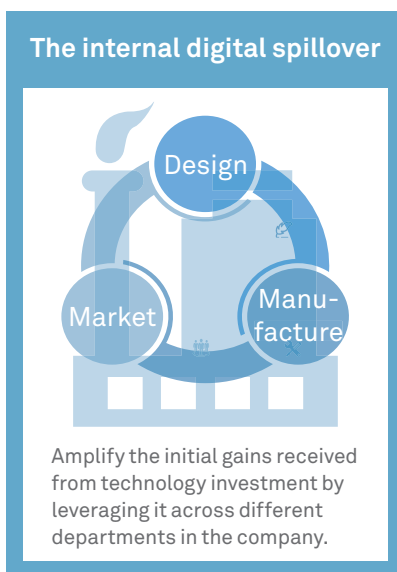 The internal digital spillover
Design
Market
Manu-
facture
Amplify the initial gains received
from technology investment by
leveraging it across different
departments in the company.